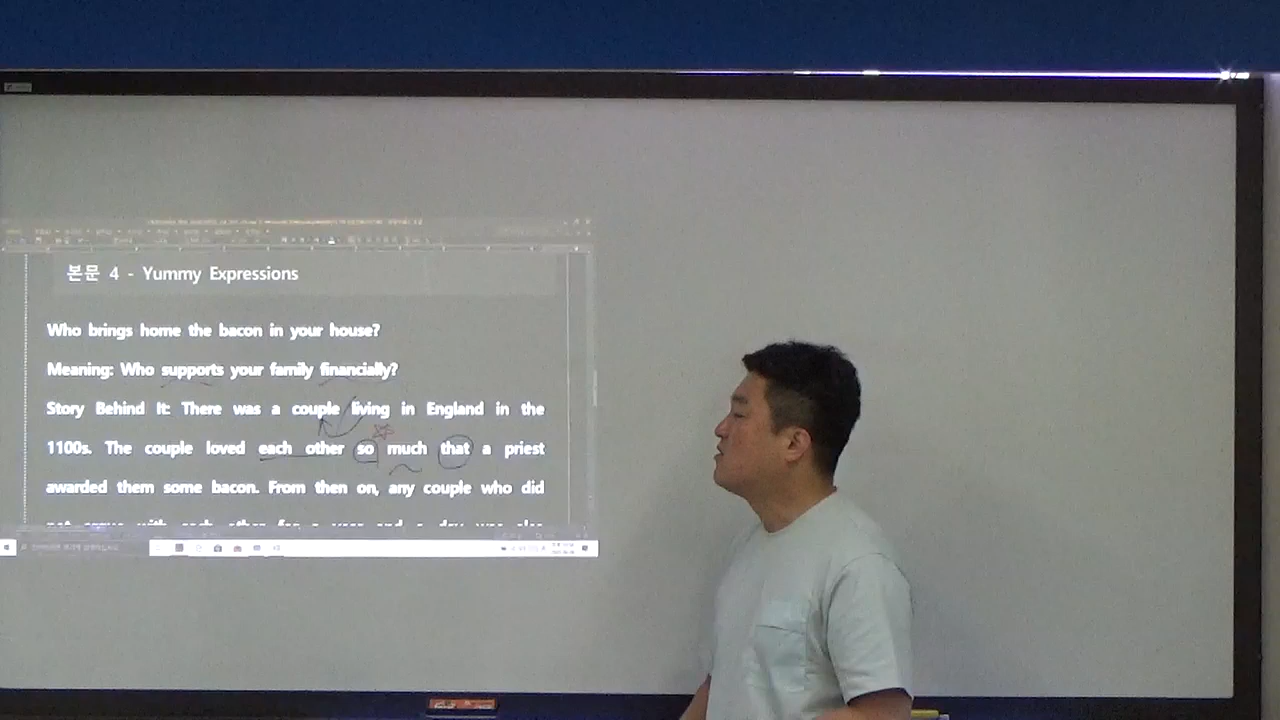 본문 4 - Yummy Expressions
Who brings home the bacon in your house?
Meaning: Who supports your family financially?
Story Behind It: There was a couple living in England in the
1100s. The couple loved each other so much that a priest
awarded them some bacon. From then on, any couple who did